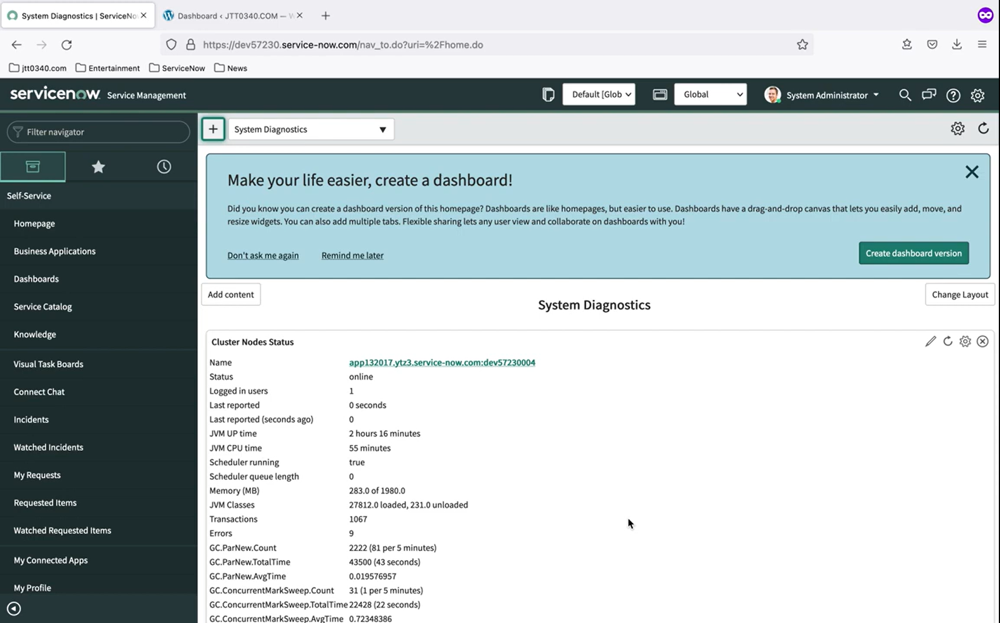 System Diagnostics | ServiceNo
Dashboard ‹ JTT0340.COM — W
https://dev57230.service-now.com/nav_to.do?uri=%2Fhome.do
jtt0340.com
Entertainment
ServiceNow
News
servicenow Service Management
Default [Glob
Global
System Administrator
Filter navigator
System Diagnostics
Self-Service
Homepage
Business Applications
Dashboards
Service Catalog
Knowledge
Visual Task Boards
Connect Chat
Incidents
Watched Incidents
My Requests
Requested Items
Watched Requested Items
My Connected Apps
My Profile
Make your life easier, create a dashboard!
Did you know you can create a dashboard version of this homepage? Dashboards are like homepages, but easier to use. Dashboards have a drag-and-drop canvas that lets you easily add, move, and
resize widgets. You can also add multiple tabs. Flexible sharing lets any user view and collaborate on dashboards with you!
Don't ask me again
Remind me later
Create dashboard version
Add content
System Diagnostics
Change Layout
Cluster Nodes Status
Name app132017.ytz3.service-now.com:dev57230004
Status online
Logged in users 1
Last reported 0 seconds
Last reported (seconds ago) 0
JVM UP time 2 hours 16 minutes
JVM CPU time 55 minutes
Scheduler running true
Scheduler queue length 0
Memory (MB) 283.0 of 1980.0
JVM Classes 27812.0 loaded, 231.0 unloaded
Transactions 1067
Errors 9
GC.ParNew.Count 2222 (81 per 5 minutes)
GC.ParNew.TotalTime 43500 (43 seconds)
GC.ParNew.AvgTime 0.019576957
GC.ConcurrentMarkSweep.Count 31 (1 per 5 minutes)
GC.ConcurrentMarkSweep.TotalTime 22428 (22 seconds)
GC.ConcurrentMarkSweep.AvgTime 0.72348386